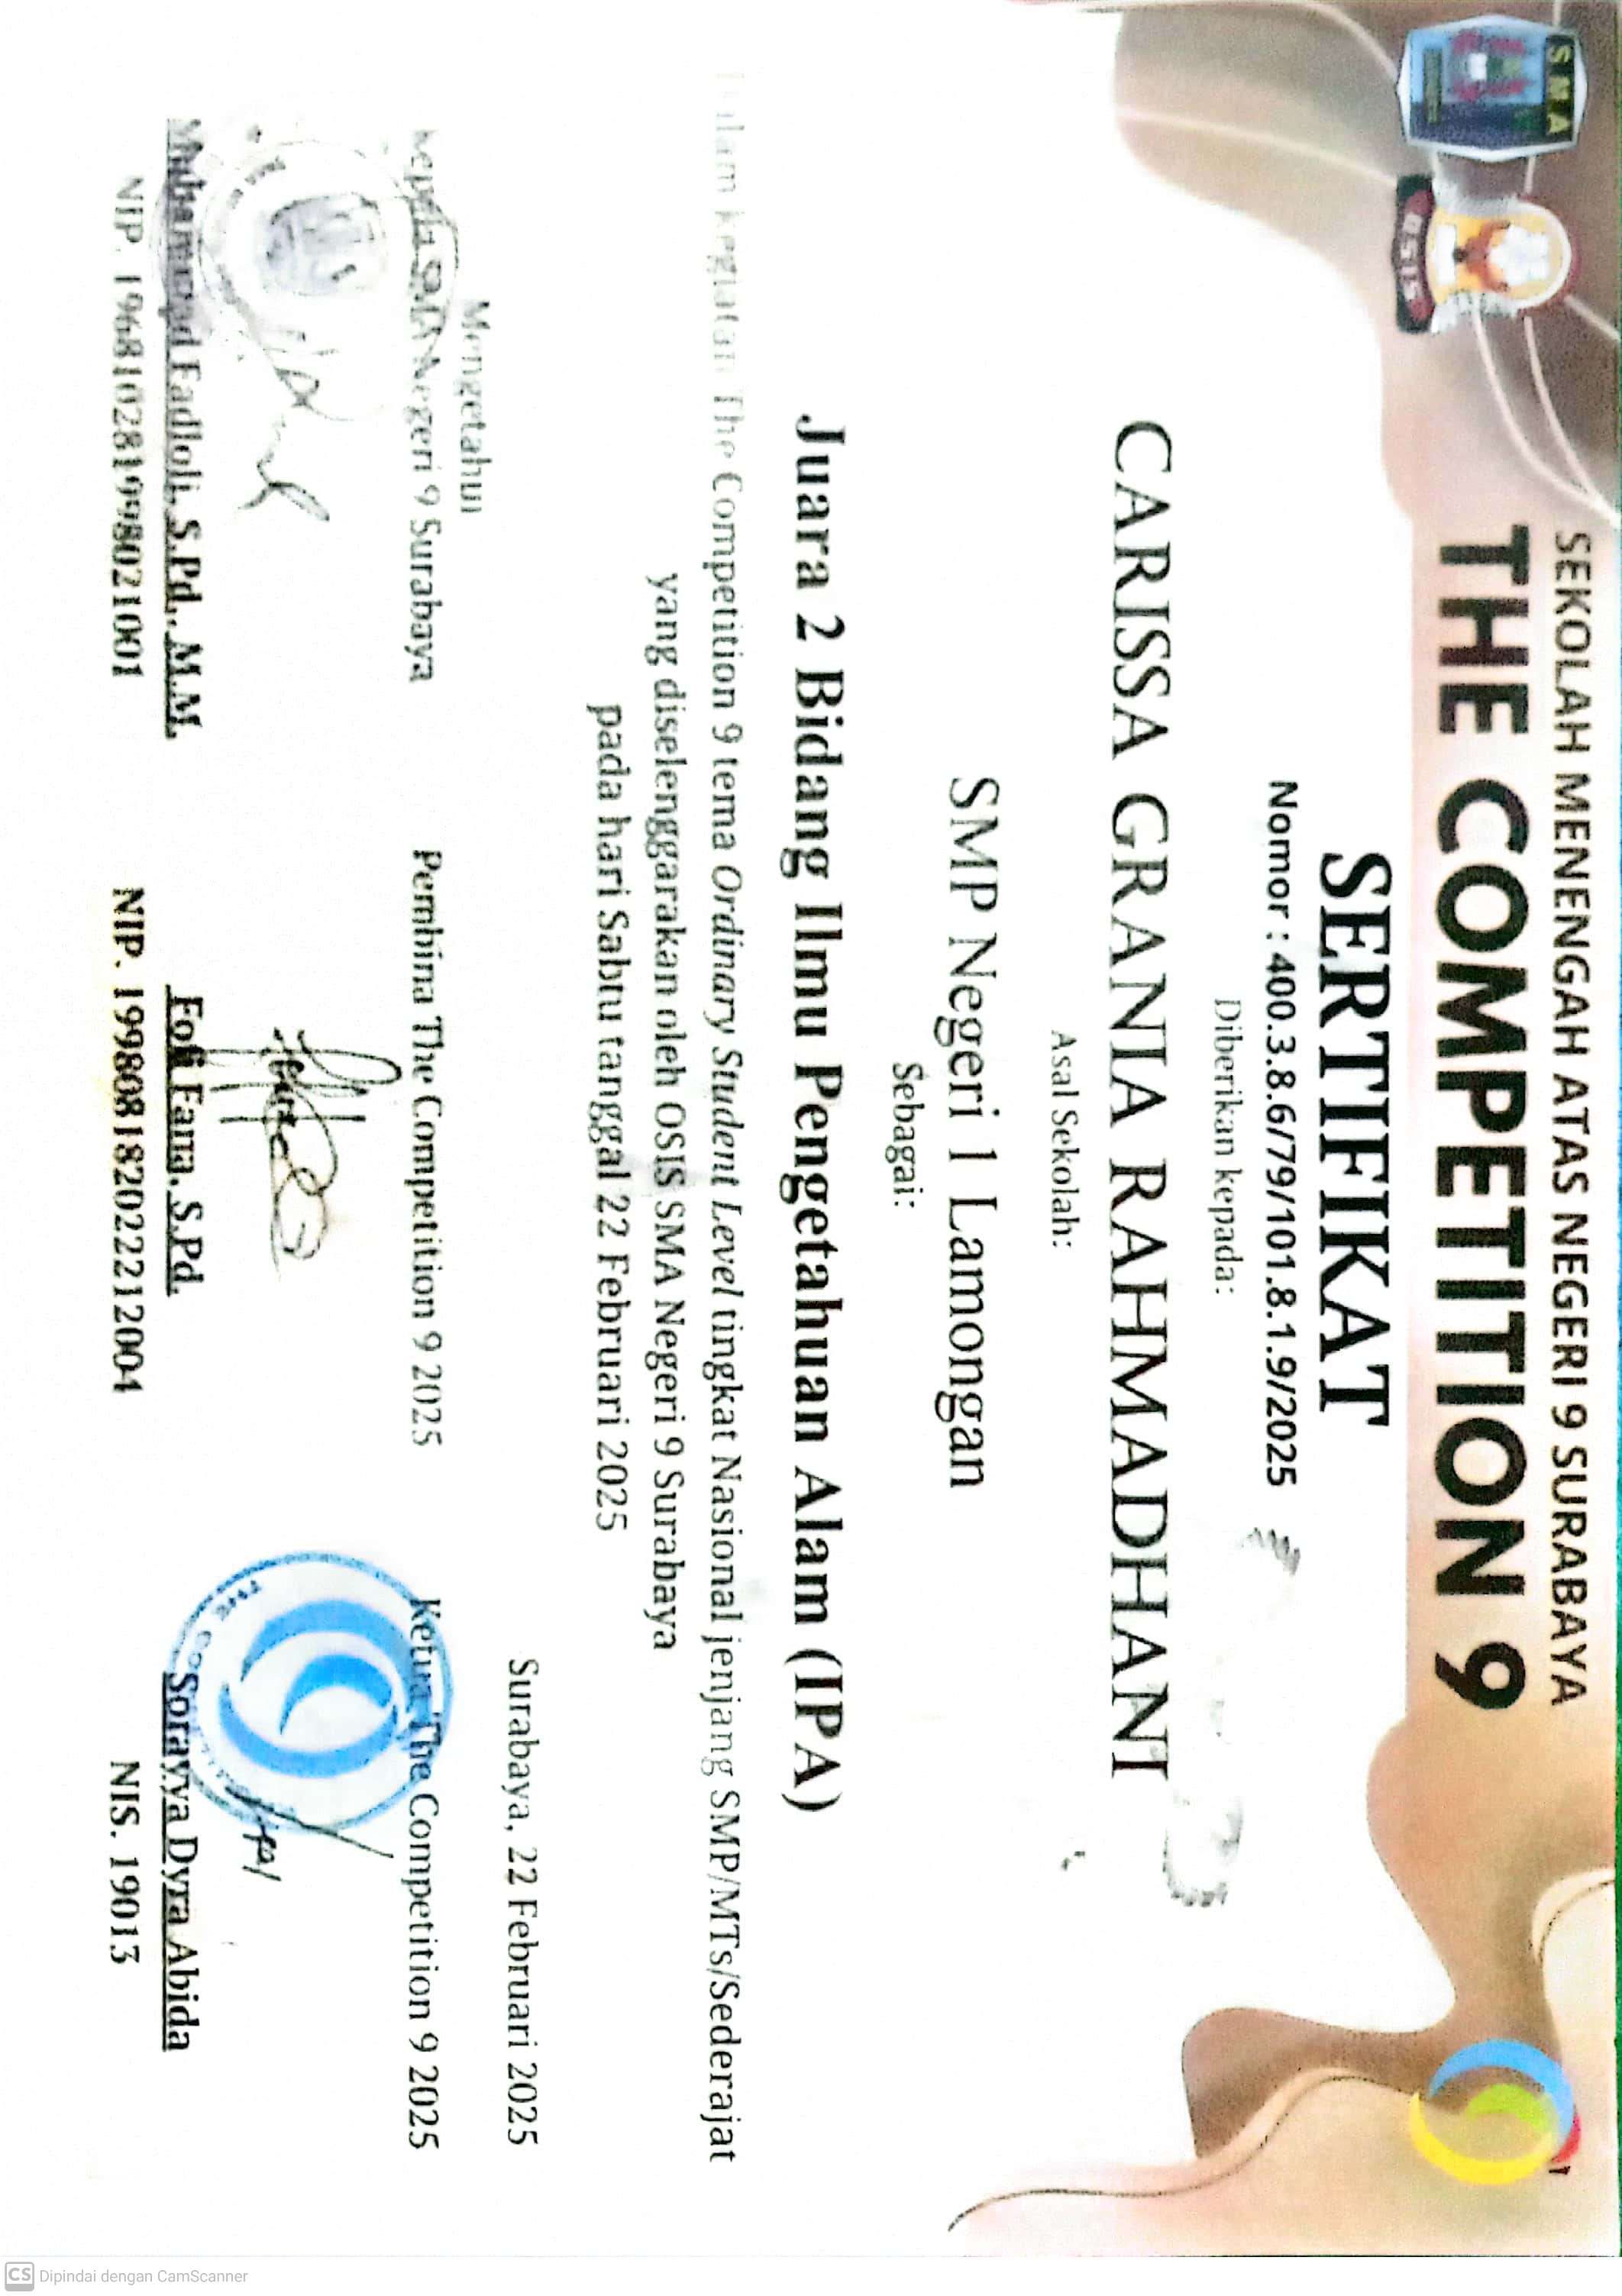 SEKOLAH MENENGAH ATAS NEGERI 9 SURABAYA
THE COMPETITION 9
SMA
OSIS
SERTIFIKAT
Nomor : 400.3.8.6/79/101.8.1.9/2025
Diberikan kepada :
CARISSA GRANIA RAHMADHANI
Asal Sekolah :
SMP Negeri 1 Lamongan
Sebagai :
Juara 2 Bidang Ilmu Pengetahuan Alam (IPA)
Dalam kegiatan The Competition 9 tema Ordinary Student Level tingkat Nasional jenjang SMP/MTs/Sederajat
yang diselenggarakan oleh OSIS SMA Negeri 9 Surabaya
pada hari Sabtu tanggal 22 Februari 2025
Surabaya, 22 Februari 2025
Mengetahui
Kepala SMA Negeri 9 Surabaya
Muhammad Fadloli, S.Pd., M.M.
NIP. 196810281998021001
Pembina The Competition 9 2025
Fofi Fana, S.Pd.
NIP. 199808182022212004
Ketua The Competition 9 2025
Sorayya Dyra Abida
NIS. 19013
CS Dipindai dengan CamScanner